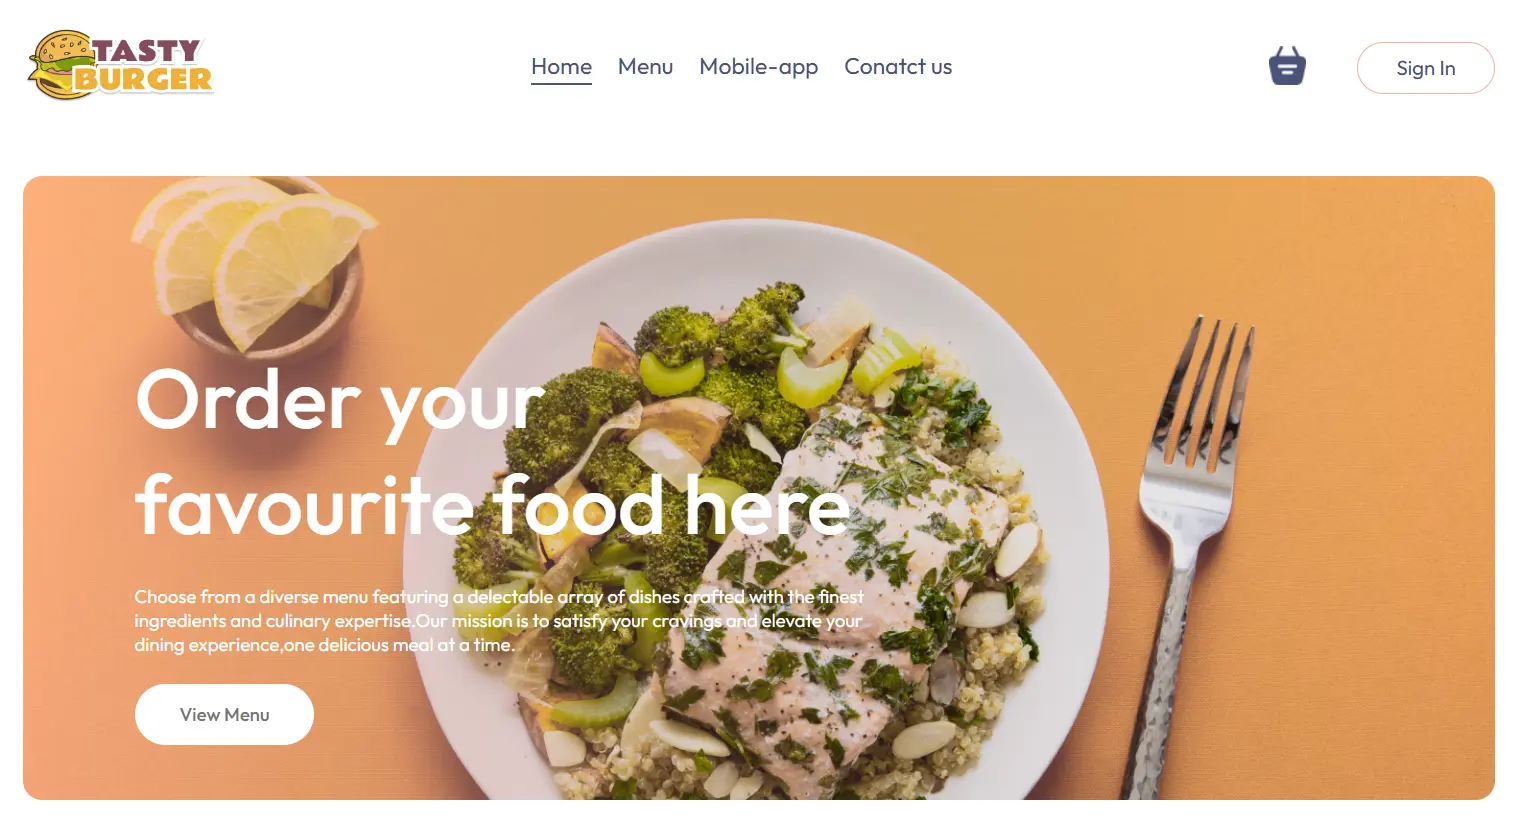 TASTY
BURGER
Home Menu Mobile-app Conatct us
Sign In
Order your
favourite food here
Choose from a diverse menu featuring a delectable array of dishes crafted with the finest
ingredients and culinary expertise.Our mission is to satisfy your cravings and elevate your
dining experience,one delicious meal at a time.
View Menu